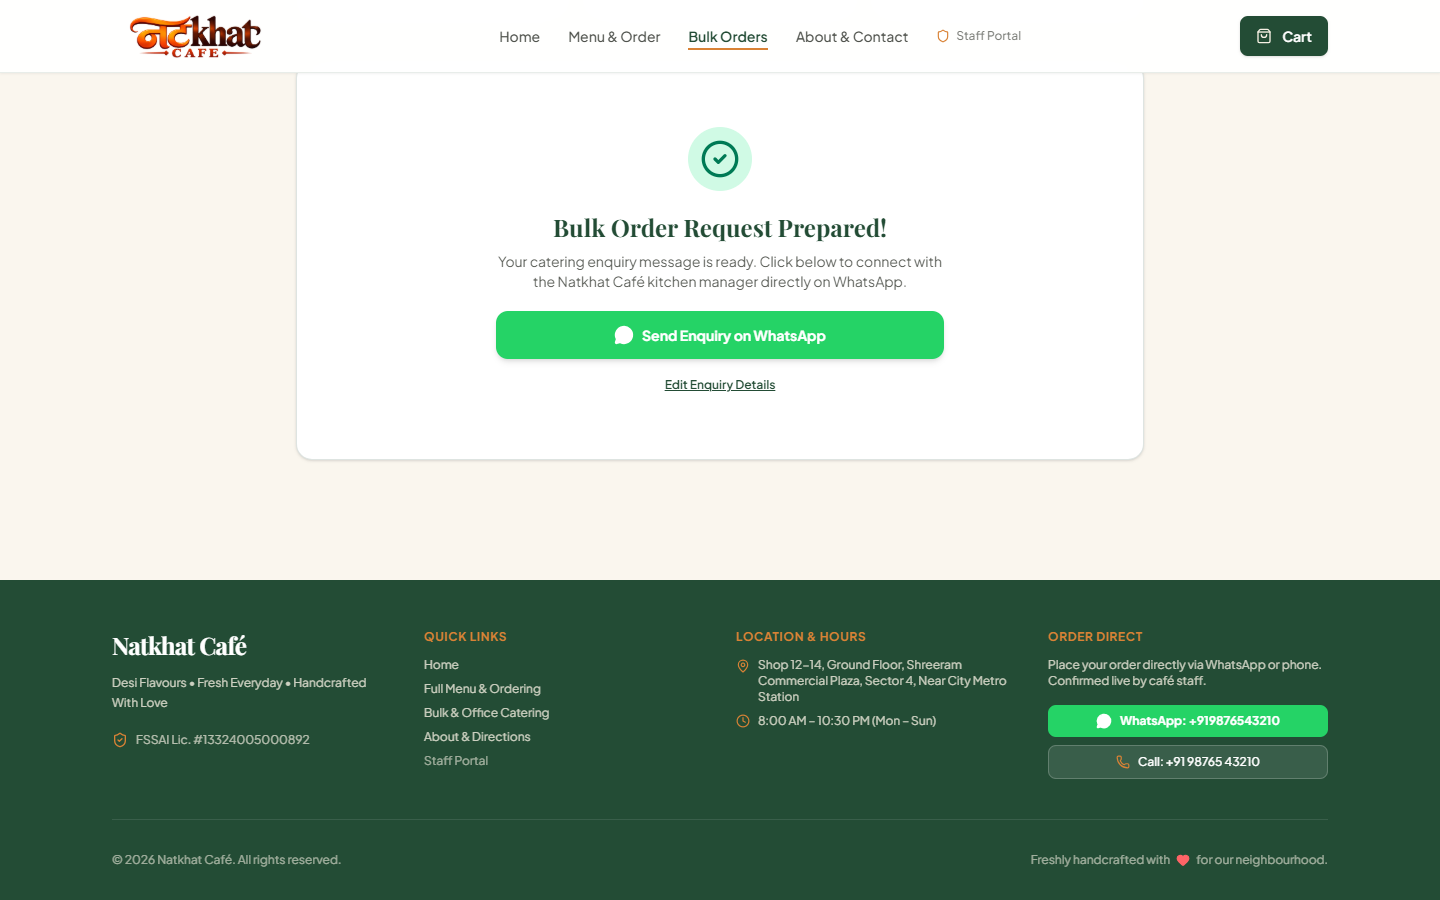 नटkhat
CAFE
Home
Menu & Order
Bulk Orders
About & Contact
Staff Portal
Cart
Bulk Order Request Prepared!
Your catering enquiry message is ready. Click below to connect with
the Natkhat Café kitchen manager directly on WhatsApp.
Send Enquiry on WhatsApp
Edit Enquiry Details
Natkhat Café
Desi Flavours • Fresh Everyday • Handcrafted
With Love
FSSAI Lic. #13324005000892
QUICK LINKS
Home
Full Menu & Ordering
Bulk & Office Catering
About & Directions
Staff Portal
LOCATION & HOURS
Shop 12–14, Ground Floor, Shreeram
Commercial Plaza, Sector 4, Near City Metro
Station
8:00 AM – 10:30 PM (Mon – Sun)
ORDER DIRECT
Place your order directly via WhatsApp or phone.
Confirmed live by café staff.
WhatsApp: +919876543210
Call: +91 98765 43210
© 2026 Natkhat Café. All rights reserved.
Freshly handcrafted with for our neighbourhood.